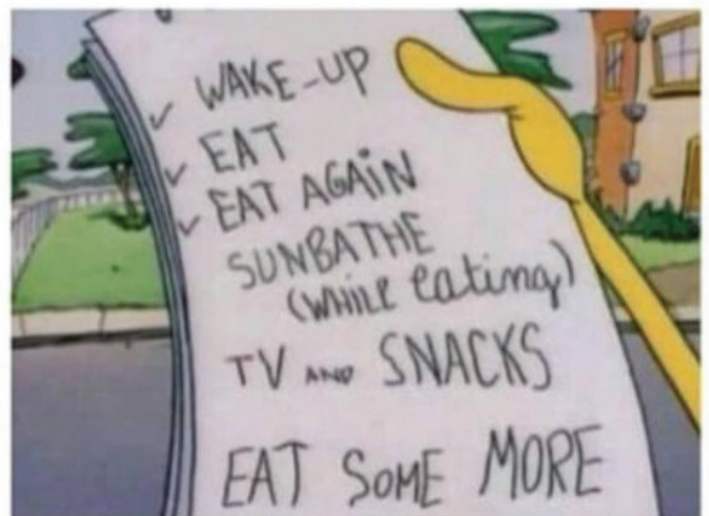 ✓ WAKE-UP
✓ EAT
✓ EAT AGAiN
SUNBATHE
(WHiLE eating)
TV AND SNACKS
EAT SOME MORE